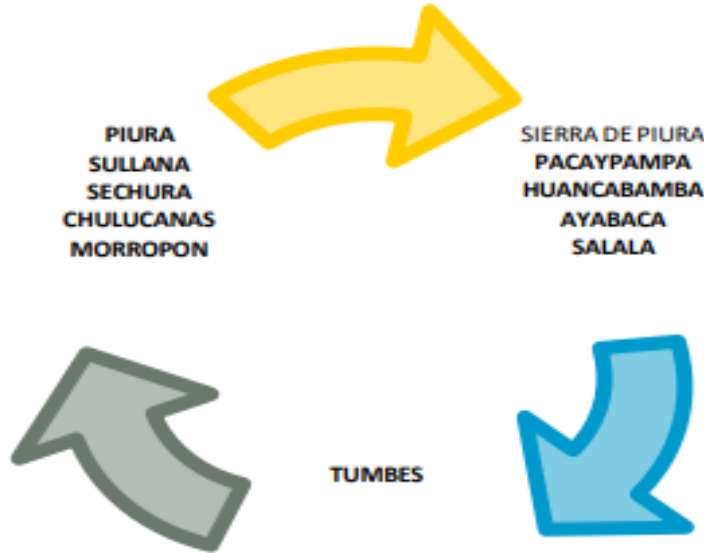 PIURA
SULLANA
SECHURA
CHULUCANAS
MORROPON
SIERRA DE PIURA
PACAYPAMPA
HUANCABAMBA
AYABACA
SALALA
TUMBES